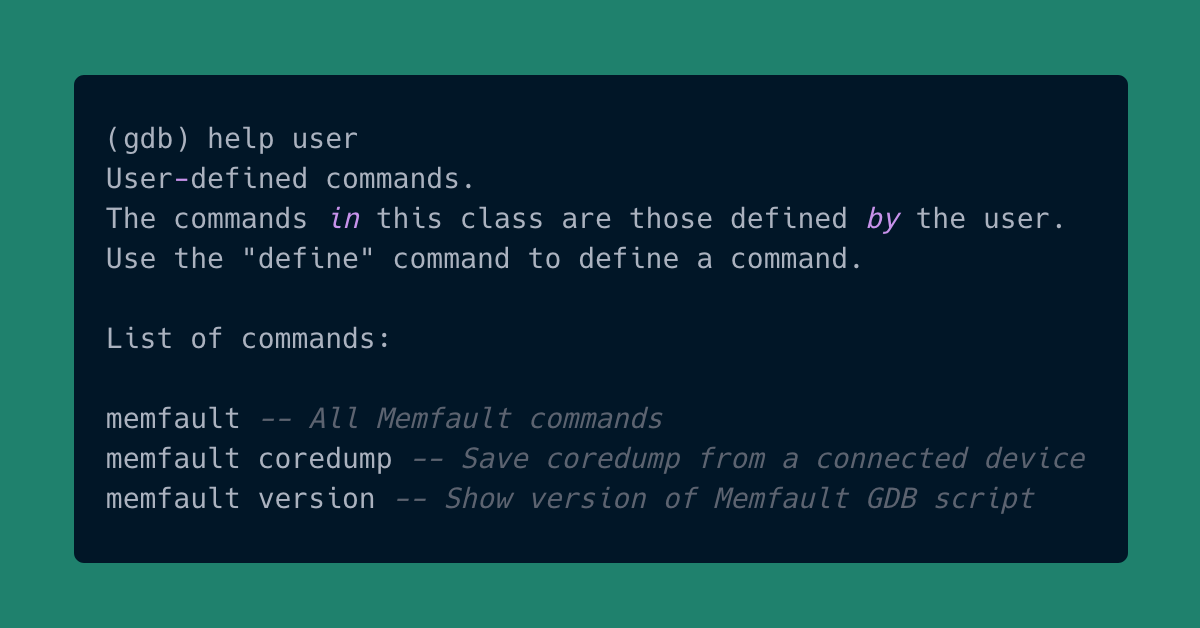 (gdb) help user
User-defined commands.
The commands in this class are those defined by the user.
Use the "define" command to define a command.
List of commands:
memfault -- All Memfault commands
memfault coredump -- Save coredump from a connected device
memfault version -- Show version of Memfault GDB script